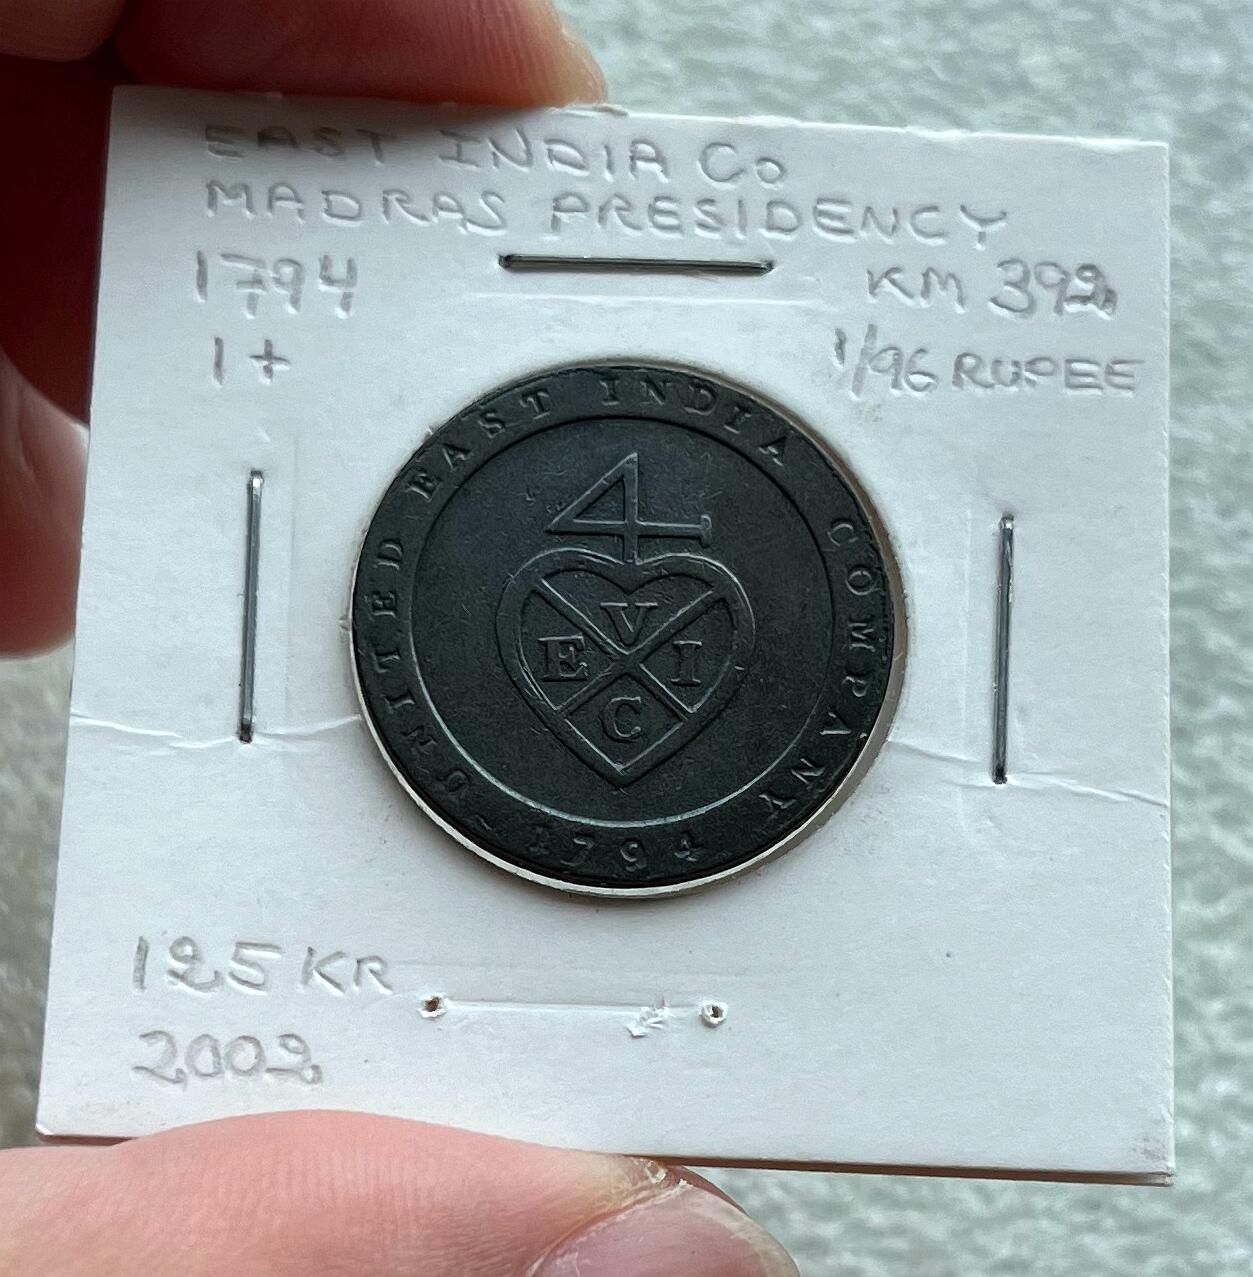 EAST INDIA Co
MADRAS PRESIDENCY
1794
KM 392
1+
1/96 RUPEE
UNITED EAST INDIA COMPANY
4
V
E I
C
1794
125 KR
2002